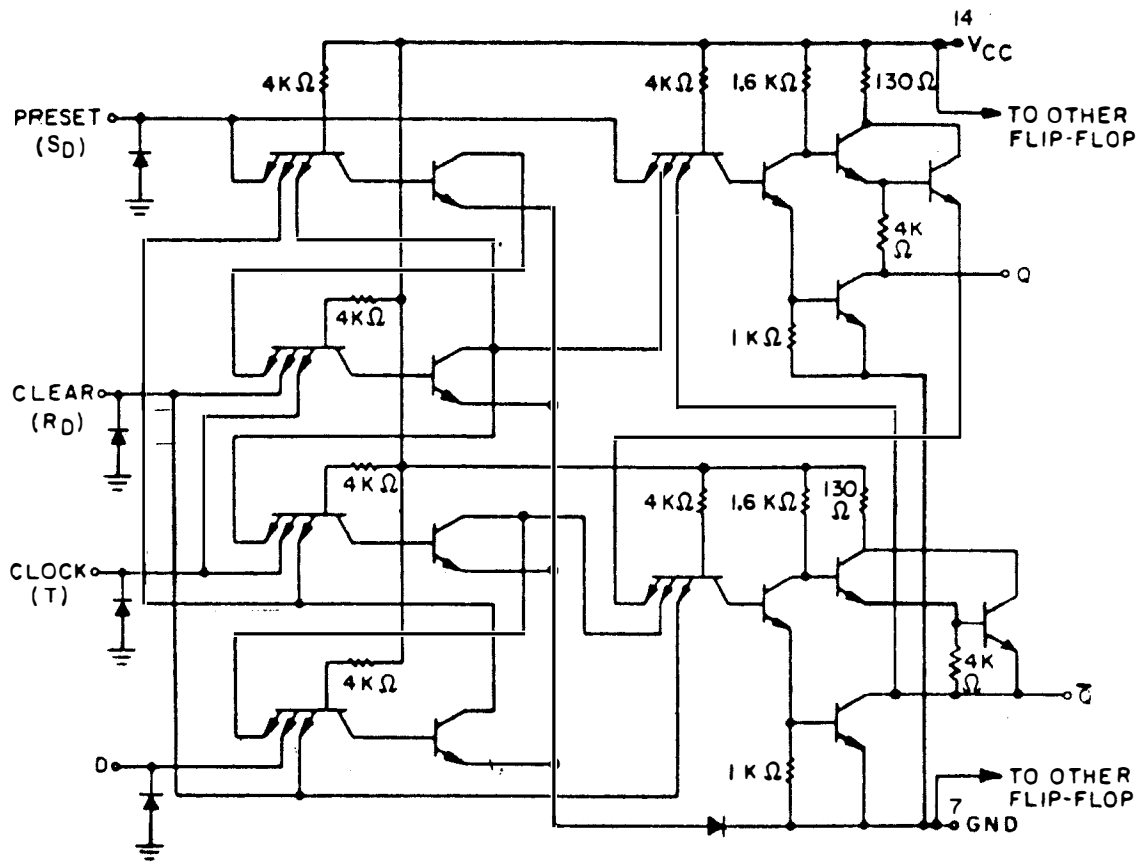 14
VCC
4KΩ
4KΩ
1.6 KΩ
130Ω
PRESET
(SD)
TO OTHER
FLIP-FLOP
4K
Ω
Q
4KΩ
1 KΩ
CLEAR
(RD)
4KΩ
4KΩ
1.6 KΩ
130
Ω
CLOCK
(T)
4KΩ
4K
Ω
Q̅
D
1 KΩ
TO OTHER
FLIP-FLOP
7
GND